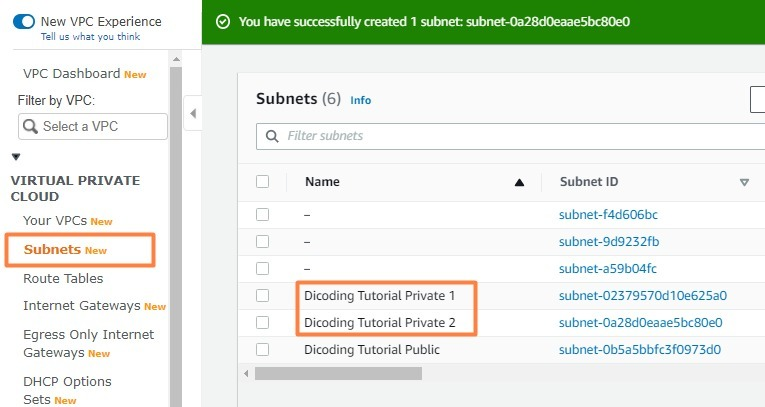 New VPC Experience
Tell us what you think
VPC Dashboard New
Filter by VPC:
Select a VPC
VIRTUAL PRIVATE
CLOUD
Your VPCs New
Subnets New
Route Tables
Internet Gateways New
Egress Only Internet
Gateways New
DHCP Options
Sets New
You have successfully created 1 subnet: subnet-0a28d0eaae5bc80e0
Subnets (6) Info
Filter subnets
Name Subnet ID
– subnet-f4d606bc
– subnet-9d9232fb
– subnet-a59b04fc
Dicoding Tutorial Private 1 subnet-02379570d10e625a0
Dicoding Tutorial Private 2 subnet-0a28d0eaae5bc80e0
Dicoding Tutorial Public subnet-0b5a5bbfc3f0973d0